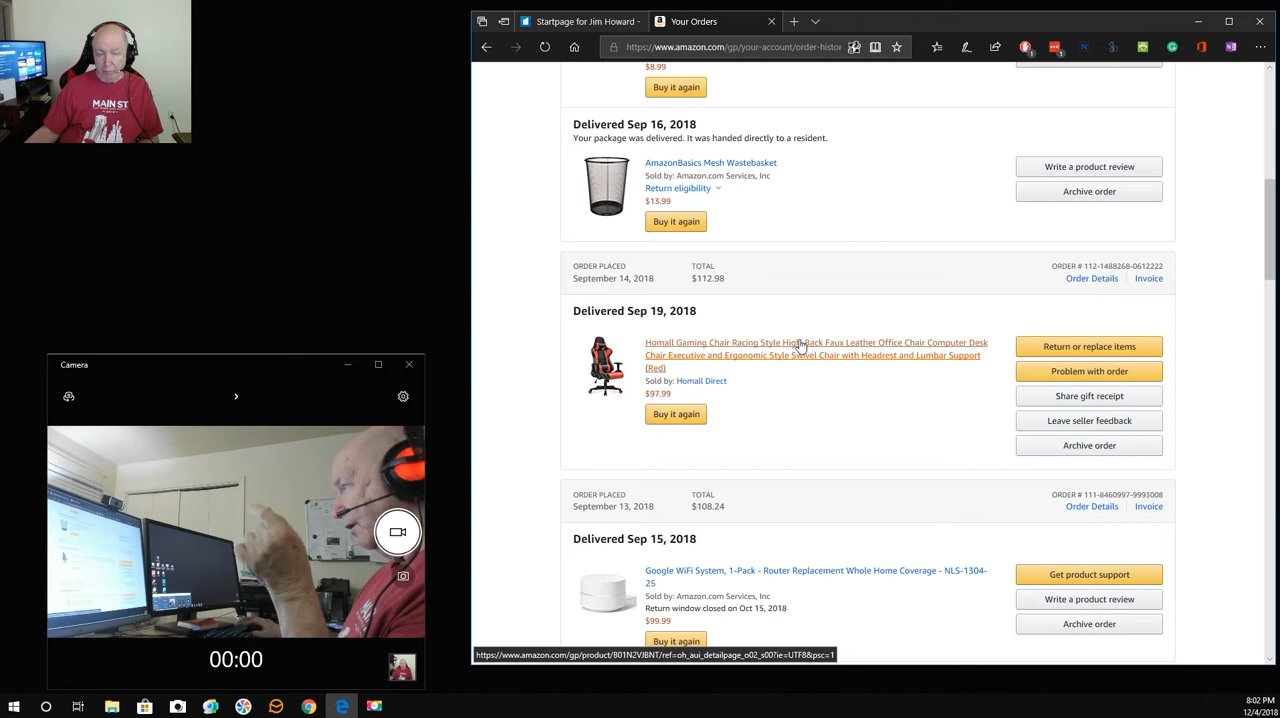 MAIN ST
Startpage for Jim Howard -
Your Orders
https://www.amazon.com/gp/your-account/order-histor
$8.99
Buy it again
Delivered Sep 16, 2018
Your package was delivered. It was handed directly to a resident.
AmazonBasics Mesh Wastebasket
Sold by: Amazon.com Services, Inc
Return eligibility
$13.99
Buy it again
Write a product review
Archive order
ORDER PLACED
September 14, 2018
TOTAL
$112.98
ORDER # 112-1488268-0612222
Order Details
Invoice
Delivered Sep 19, 2018
Homall Gaming Chair Racing Style High-Back Faux Leather Office Chair Computer Desk
Chair Executive and Ergonomic Style Swivel Chair with Headrest and Lumbar Support
(Red)
Sold by: Homall Direct
$97.99
Buy it again
Return or replace items
Problem with order
Share gift receipt
Leave seller feedback
Archive order
ORDER PLACED
September 13, 2018
TOTAL
$108.24
ORDER # 111-8460997-9993008
Order Details
Invoice
Delivered Sep 15, 2018
Google WiFi System, 1-Pack - Router Replacement Whole Home Coverage - NLS-1304-
25
Sold by: Amazon.com Services, Inc
Return window closed on Oct 15, 2018
$99.99
Buy it again
Get product support
Write a product review
Archive order
https://www.amazon.com/gp/product/B01N2VJBNT/ref=oh_aui_detailpage_o02_s00?ie=UTF8&psc=1
Camera
00:00
8:02 PM
12/4/2018